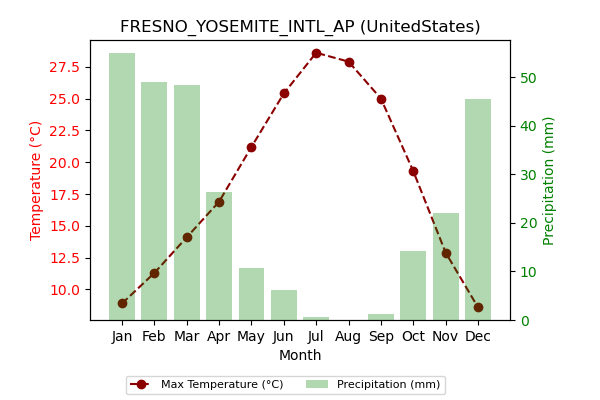 FRESNO_YOSEMITE_INTL_AP (UnitedStates)
Temperature (°C)
27.5
25.0
22.5
20.0
17.5
15.0
12.5
10.0
Precipitation (mm)
50
40
30
20
10
0
Jan Feb Mar Apr May Jun Jul Aug Sep Oct Nov Dec
Month
Max Temperature (°C) Precipitation (mm)